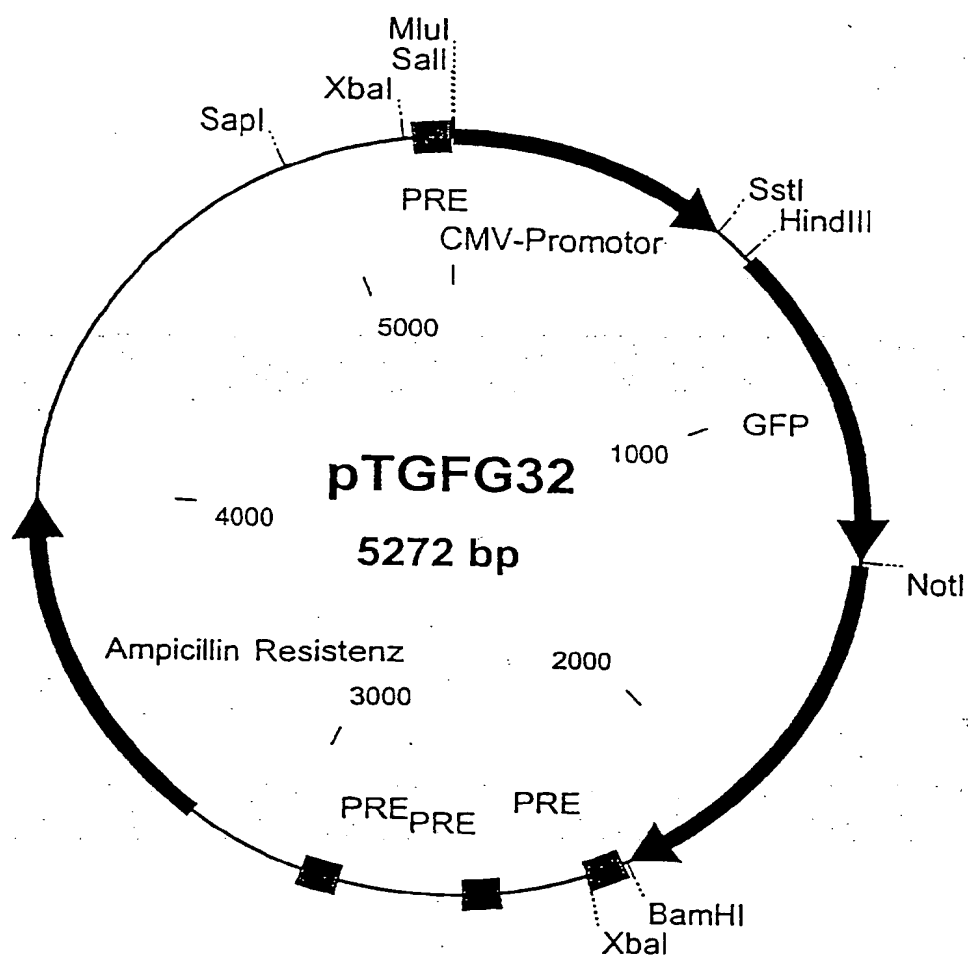 MluI
SalI
XbaI
SapI
PRE
SstI
HindIII
CMV-Promotor
5000
GFP
1000
pTGFG32
4000
5272 bp
NotI
Ampicillin Resistenz
2000
3000
PRE
PRE
PRE
BamHI
XbaI